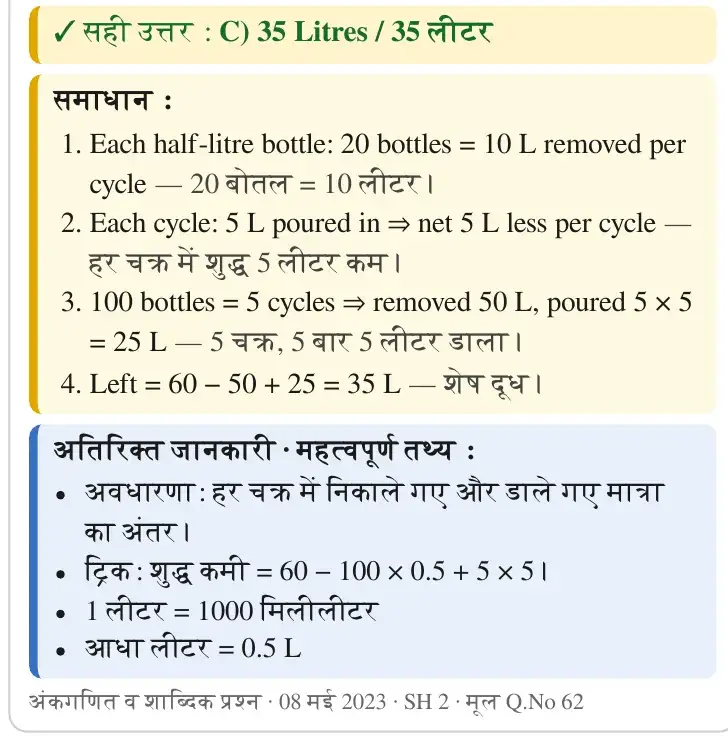 ✓ सही उत्तर : C) 35 Litres / 35 लीटर
समाधान :
1. Each half-litre bottle: 20 bottles = 10 L removed per
cycle — 20 बोतल = 10 लीटर।
2. Each cycle: 5 L poured in ⇒ net 5 L less per cycle —
हर चक्र में शुद्ध 5 लीटर कम।
3. 100 bottles = 5 cycles ⇒ removed 50 L, poured 5 × 5
= 25 L — 5 चक्र, 5 बार 5 लीटर डाला।
4. Left = 60 − 50 + 25 = 35 L — शेष दूध।
अतिरिक्त जानकारी · महत्वपूर्ण तथ्य :
• अवधारणा : हर चक्र में निकाले गए और डाले गए मात्रा
का अंतर।
• ट्रिक : शुद्ध कमी = 60 − 100 × 0.5 + 5 × 5।
• 1 लीटर = 1000 मिलीलीटर
• आधा लीटर = 0.5 L
अंकगणित व शाब्दिक प्रश्न · 08 मई 2023 · SH 2 · मूल Q.No 62